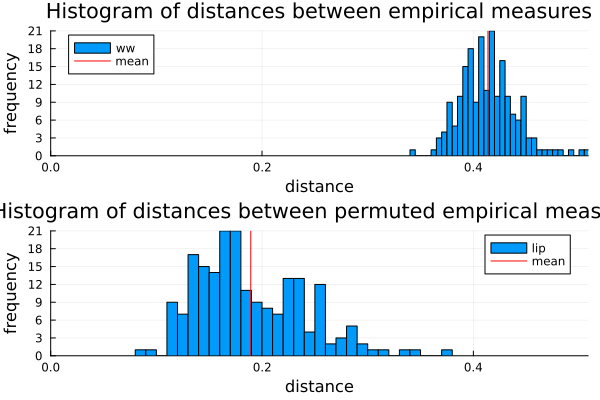 Histogram of distances between empirical measures
21
18
15
12
9
6
3
0
frequency
ww
mean
0.0
0.2
0.4
distance
Histogram of distances between permuted empirical meas
21
18
15
12
9
6
3
0
frequency
lip
mean
0.0
0.2
0.4
distance